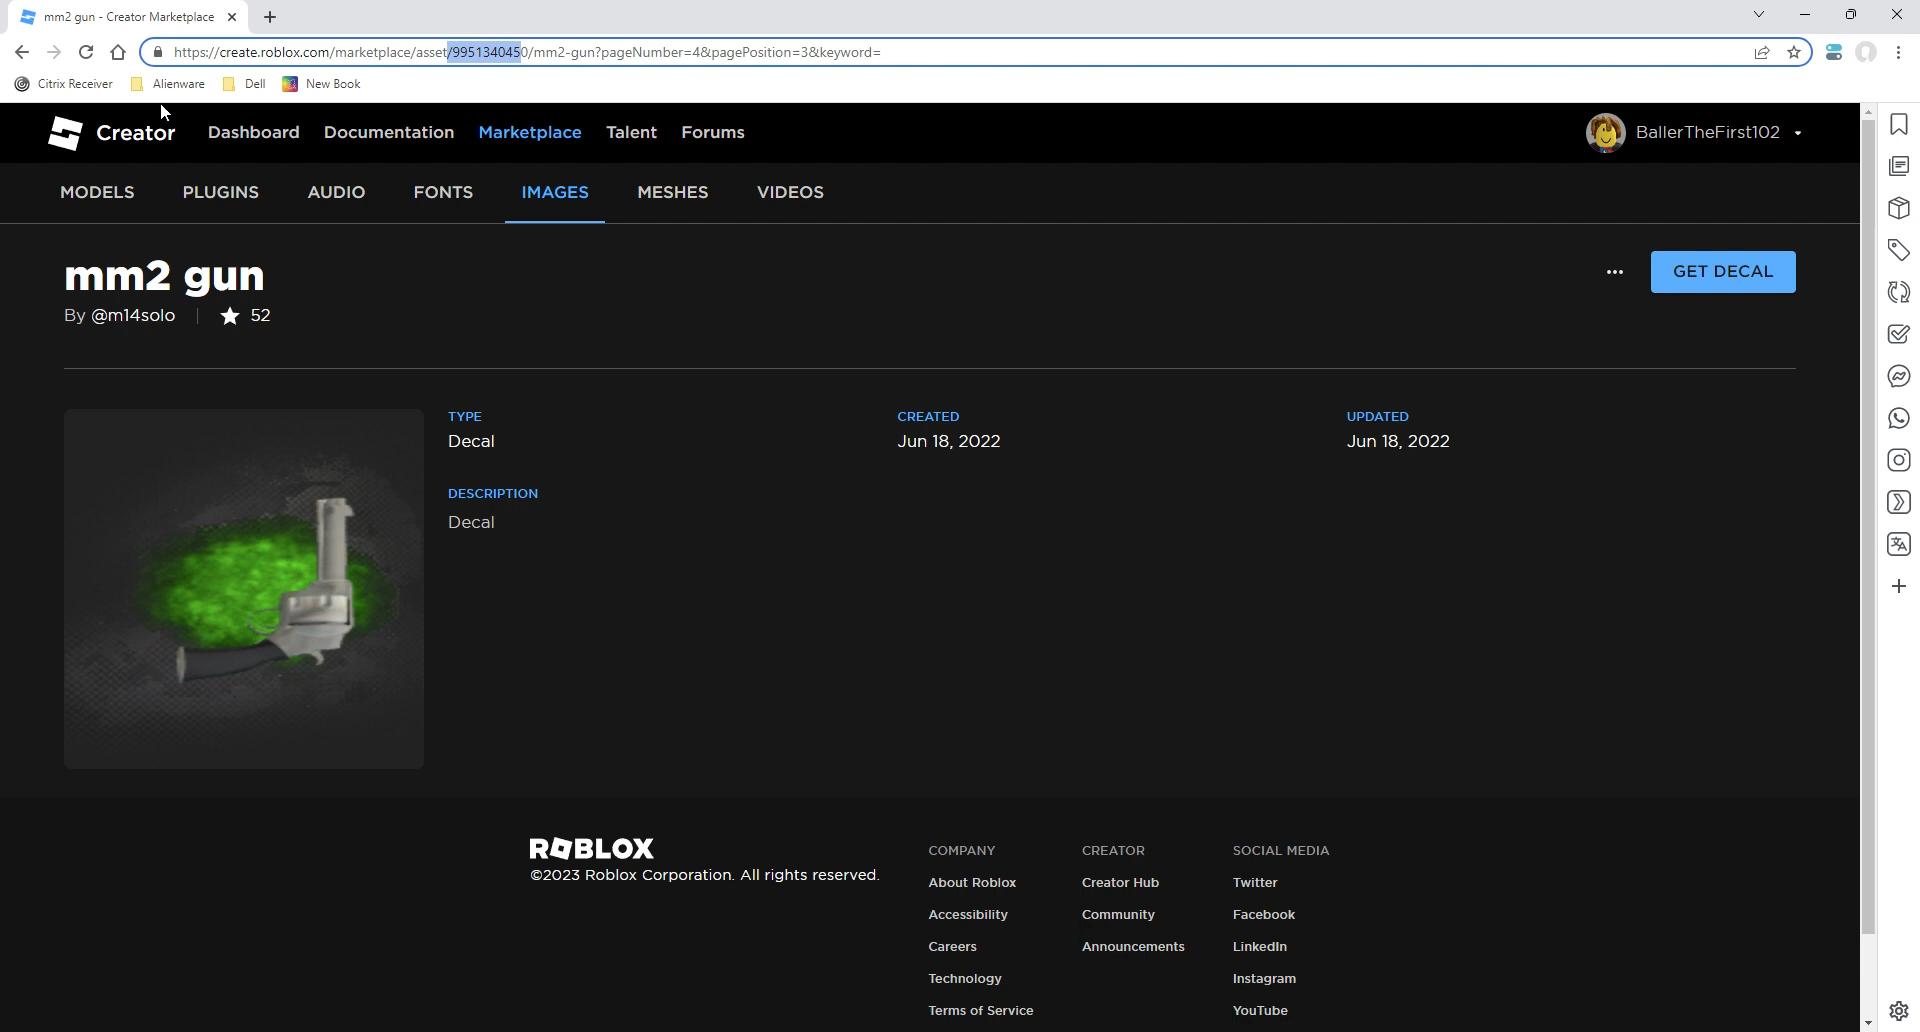 mm2 gun - Creator Marketplace
https://create.roblox.com/marketplace/asset/9951340450/mm2-gun?pageNumber=4&pagePosition=3&keyword=
Citrix Receiver Alienware Dell New Book
Creator Dashboard Documentation Marketplace Talent Forums BallerTheFirst102
MODELS PLUGINS AUDIO FONTS IMAGES MESHES VIDEOS
mm2 gun
GET DECAL
By @m14solo 52
TYPE CREATED UPDATED
Decal Jun 18, 2022 Jun 18, 2022
DESCRIPTION
Decal
ROBLOX
©2023 Roblox Corporation. All rights reserved.
COMPANY CREATOR SOCIAL MEDIA
About Roblox Creator Hub Twitter
Accessibility Community Facebook
Careers Announcements LinkedIn
Technology Instagram
Terms of Service YouTube